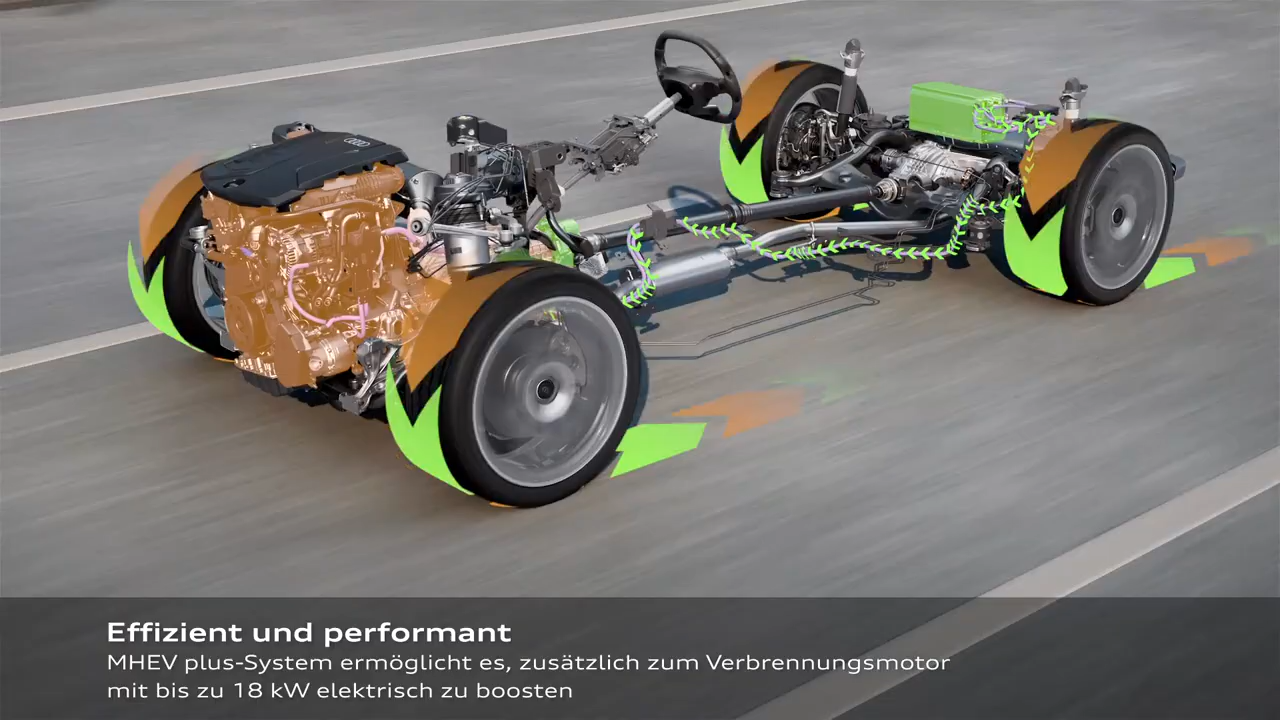 Effizient und performant
MHEV plus-System ermöglicht es, zusätzlich zum Verbrennungsmotor
mit bis zu 18 kW elektrisch zu boosten